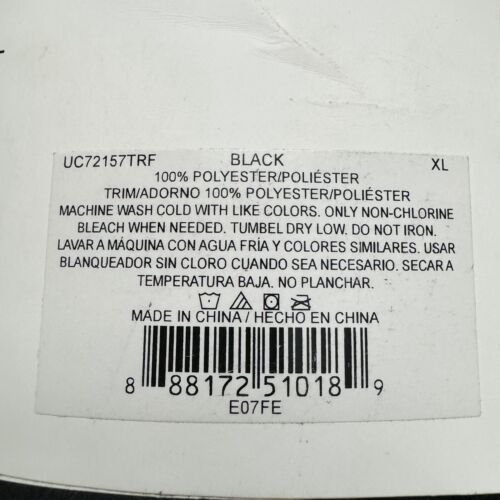 UC72157TRF BLACK XL
100% POLYESTER/POLIÉSTER
TRIM/ADORNO 100% POLYESTER/POLIÉSTER
MACHINE WASH COLD WITH LIKE COLORS. ONLY NON-CHLORINE
BLEACH WHEN NEEDED. TUMBEL DRY LOW. DO NOT IRON.
LAVAR A MÁQUINA CON AGUA FRÍA Y COLORES SIMILARES. USAR
BLANQUEADOR SIN CLORO CUANDO SEA NECESARIO. SECAR A
TEMPERATURA BAJA. NO PLANCHAR.
MADE IN CHINA / HECHO EN CHINA
8 88172 51018 9
E07FE